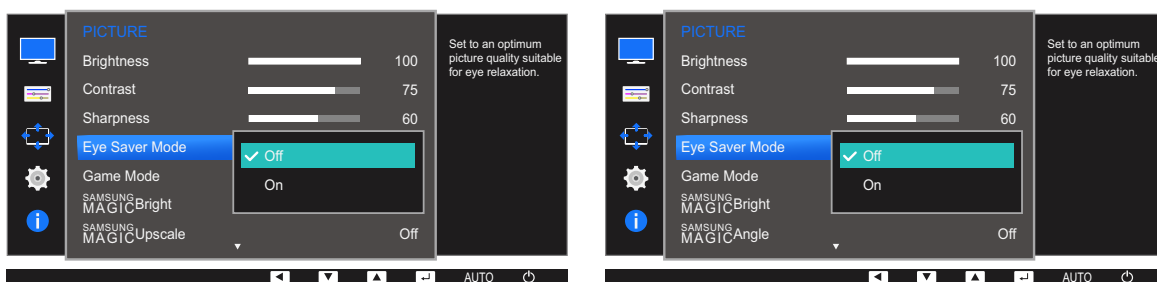 PICTURE
Brightness 100
Contrast 75
Sharpness 60
Eye Saver Mode
Off
Game Mode
On
SAMSUNG
MAGICBright
SAMSUNG
MAGICUpscale Off
Set to an optimum
picture quality suitable
for eye relaxation.
AUTO
PICTURE
Brightness 100
Contrast 75
Sharpness 60
Eye Saver Mode
Off
Game Mode
On
SAMSUNG
MAGICBright
SAMSUNG
MAGICAngle Off
Set to an optimum
picture quality suitable
for eye relaxation.
AUTO